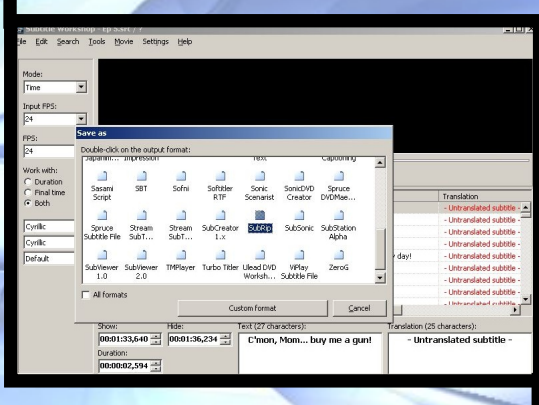 Subtitle Workshop - Ep 5.srt / ?
File Edit Search Tools Movie Settings Help
Mode:
Time
Input FPS:
24
FPS:
24
Work with:
Duration
Final time
Both
Cyrillic
Cyrillic
Default
Save as
Double-click on the output format:
Japanim... Impression Text Captioning
Sasami Script
SBT
Sofni
Softitler RTF
Sonic Scenarist
SonicDVD Creator
Spruce DVDMae...
Spruce Subtitle File
Stream SubT...
Stream SubT...
SubCreator 1.x
SubRip
SubSonic
SubStation Alpha
SubViewer 1.0
SubViewer 2.0
TMPlayer
Turbo Titler
Ulead DVD Worksh...
ViPlay Subtitle File
ZeroG
All formats
Custom format
Cancel
Translation
- Untranslated subtitle -
- Untranslated subtitle -
- Untranslated subtitle -
- Untranslated subtitle -
y day! - Untranslated subtitle -
- Untranslated subtitle -
- Untranslated subtitle -
- Untranslated subtitle -
- Untranslated subtitle -
Show: Hide: Text (27 characters): Translation (25 characters):
00:01:33,640 00:01:36,234 C'mon, Mom... buy me a gun! - Untranslated subtitle -
Duration:
00:00:02,594